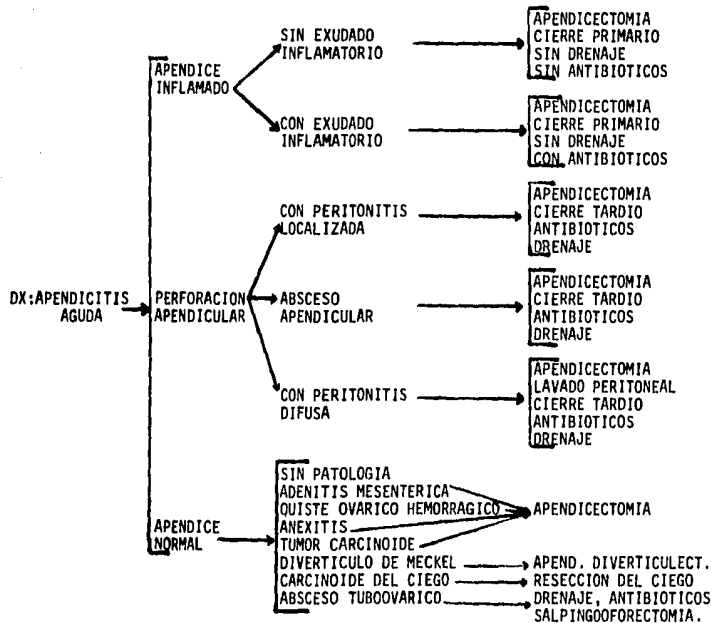 DX:APENDICITIS
AGUDA
APENDICE
INFLAMADO
SIN EXUDADO
INFLAMATORIO
APENDICECTOMIA
CIERRE PRIMARIO
SIN DRENAJE
SIN ANTIBIOTICOS
CON EXUDADO
INFLAMATORIO
APENDICECTOMIA
CIERRE PRIMARIO
SIN DRENAJE
CON ANTIBIOTICOS
PERFORACION
APENDICULAR
CON PERITONITIS
LOCALIZADA
APENDICECTOMIA
CIERRE TARDIO
ANTIBIOTICOS
DRENAJE
ABSCESO
APENDICULAR
APENDICECTOMIA
CIERRE TARDIO
ANTIBIOTICOS
DRENAJE
CON PERITONITIS
DIFUSA
APENDICECTOMIA
LAVADO PERITONEAL
CIERRE TARDIO
ANTIBIOTICOS
DRENAJE
APENDICE
NORMAL
SIN PATOLOGIA
ADENITIS MESENTERICA
QUISTE OVARICO HEMORRAGICO
ANEXITIS
TUMOR CARCINOIDE
APENDICECTOMIA
DIVERTICULO DE MECKEL
APEND. DIVERTICULECT.
CARCINOIDE DEL CIEGO
RESECCION DEL CIEGO
ABSCESO TUBOOVARICO
DRENAJE, ANTIBIOTICOS
SALPINGOOFORECTOMIA.